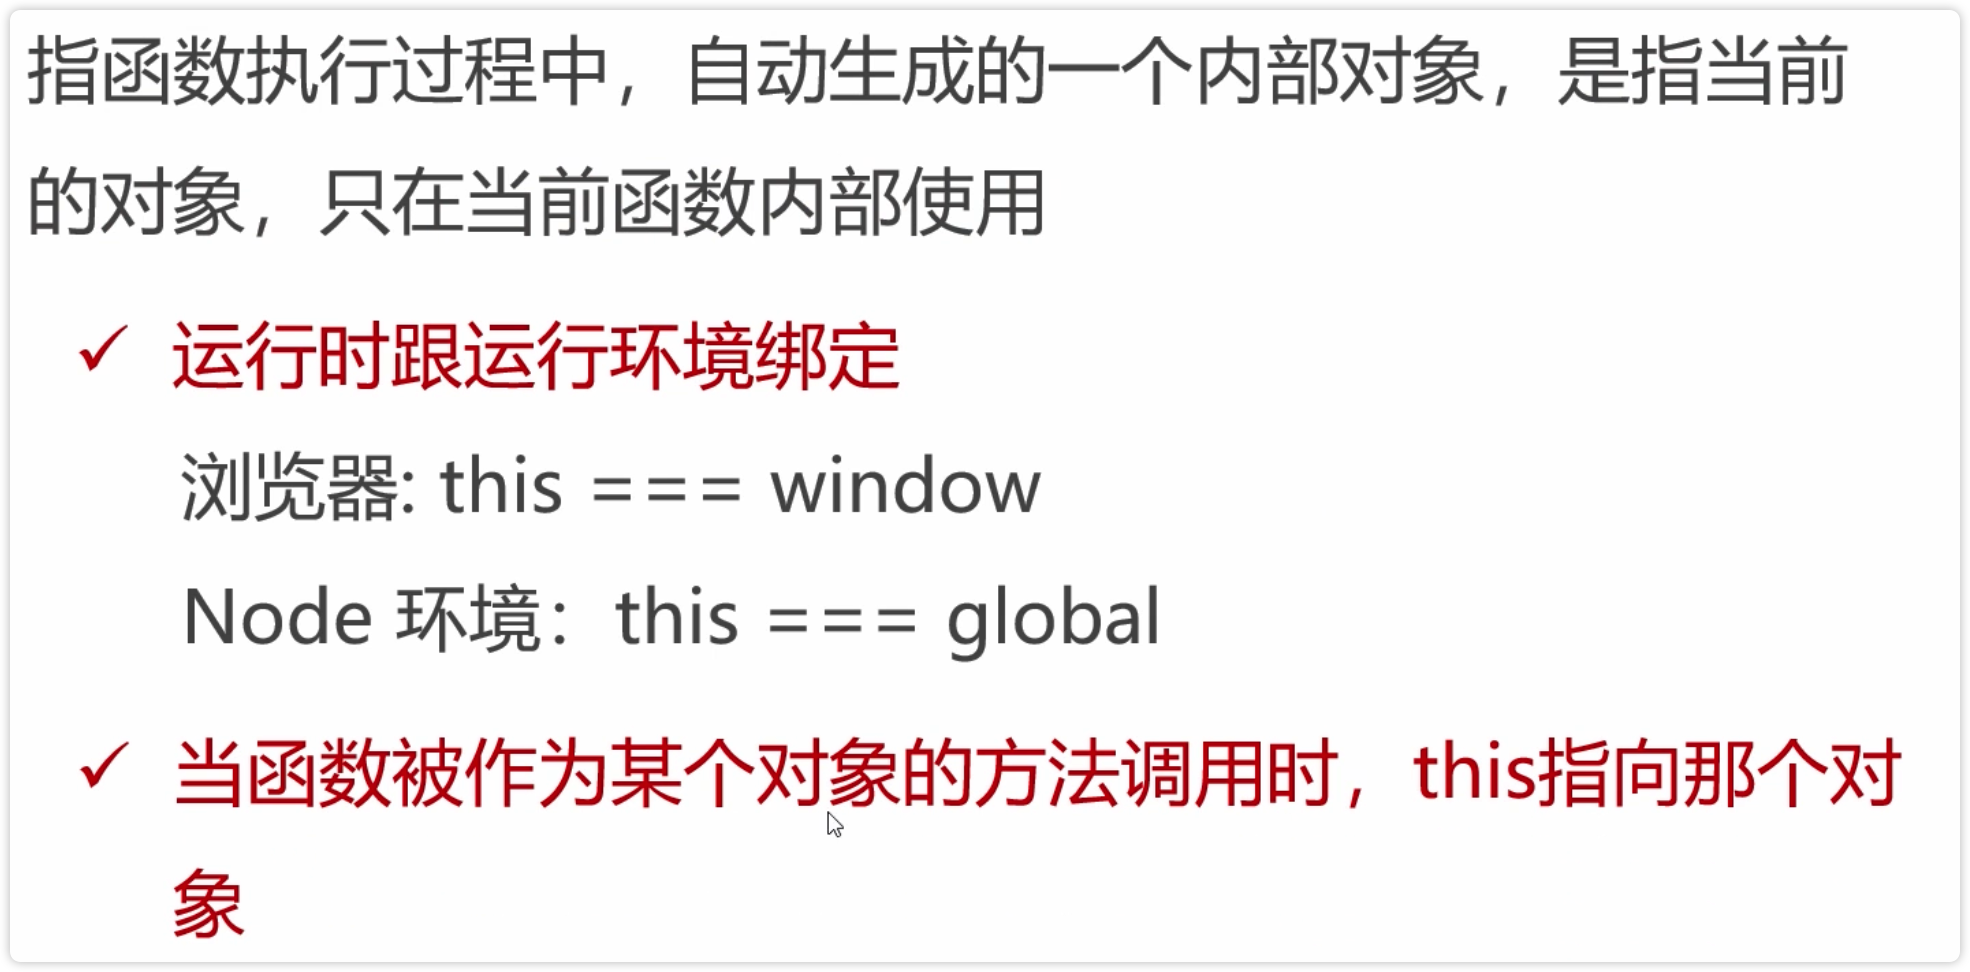 指函数执行过程中，自动生成的一个内部对象，是指当前
的对象，只在当前函数内部使用
✓ 运行时跟运行环境绑定
浏览器: this === window
Node 环境：this === global
✓ 当函数被作为某个对象的方法调用时，this指向那个对
象